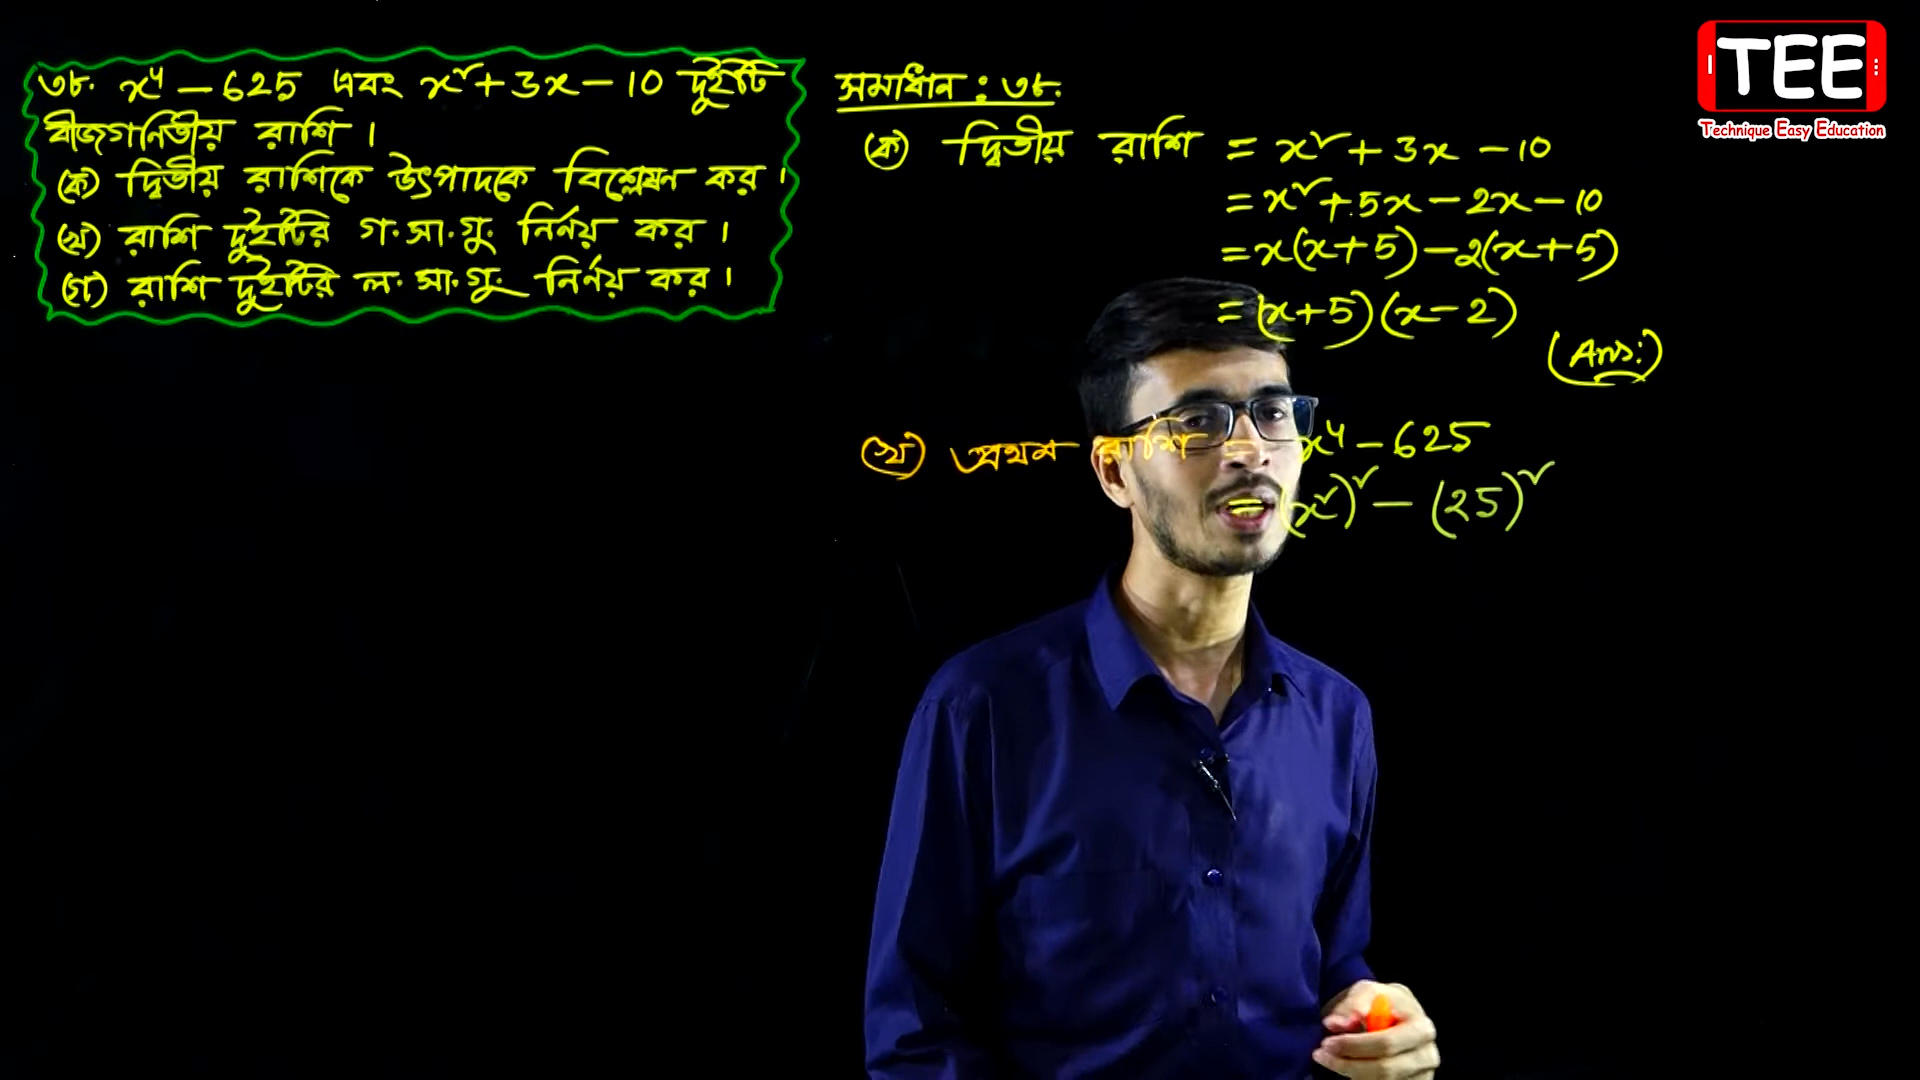 ৩৮. x⁴ – 625 এবং x² + 3x – 10 দুইটি
বীজগনিতীয় রাশি ।
(ক) দ্বিতীয় রাশিকে উৎপাদকে বিশ্লেষণ কর ।
(খ) রাশি দুইটির গ.সা.গু. নির্ণয় কর ।
(গ) রাশি দুইটির ল.সা.গু. নির্ণয় কর ।
সমাধান : ৩৮.
(ক) দ্বিতীয় রাশি = x² + 3x – 10
= x² + 5x – 2x – 10
= x(x+5) – 2(x+5)
= (x+5)(x–2)
(Ans:)
(খ) প্রথম রাশি = x⁴ – 625
= (x²)² – (25)²
TEE
Technique Easy Education